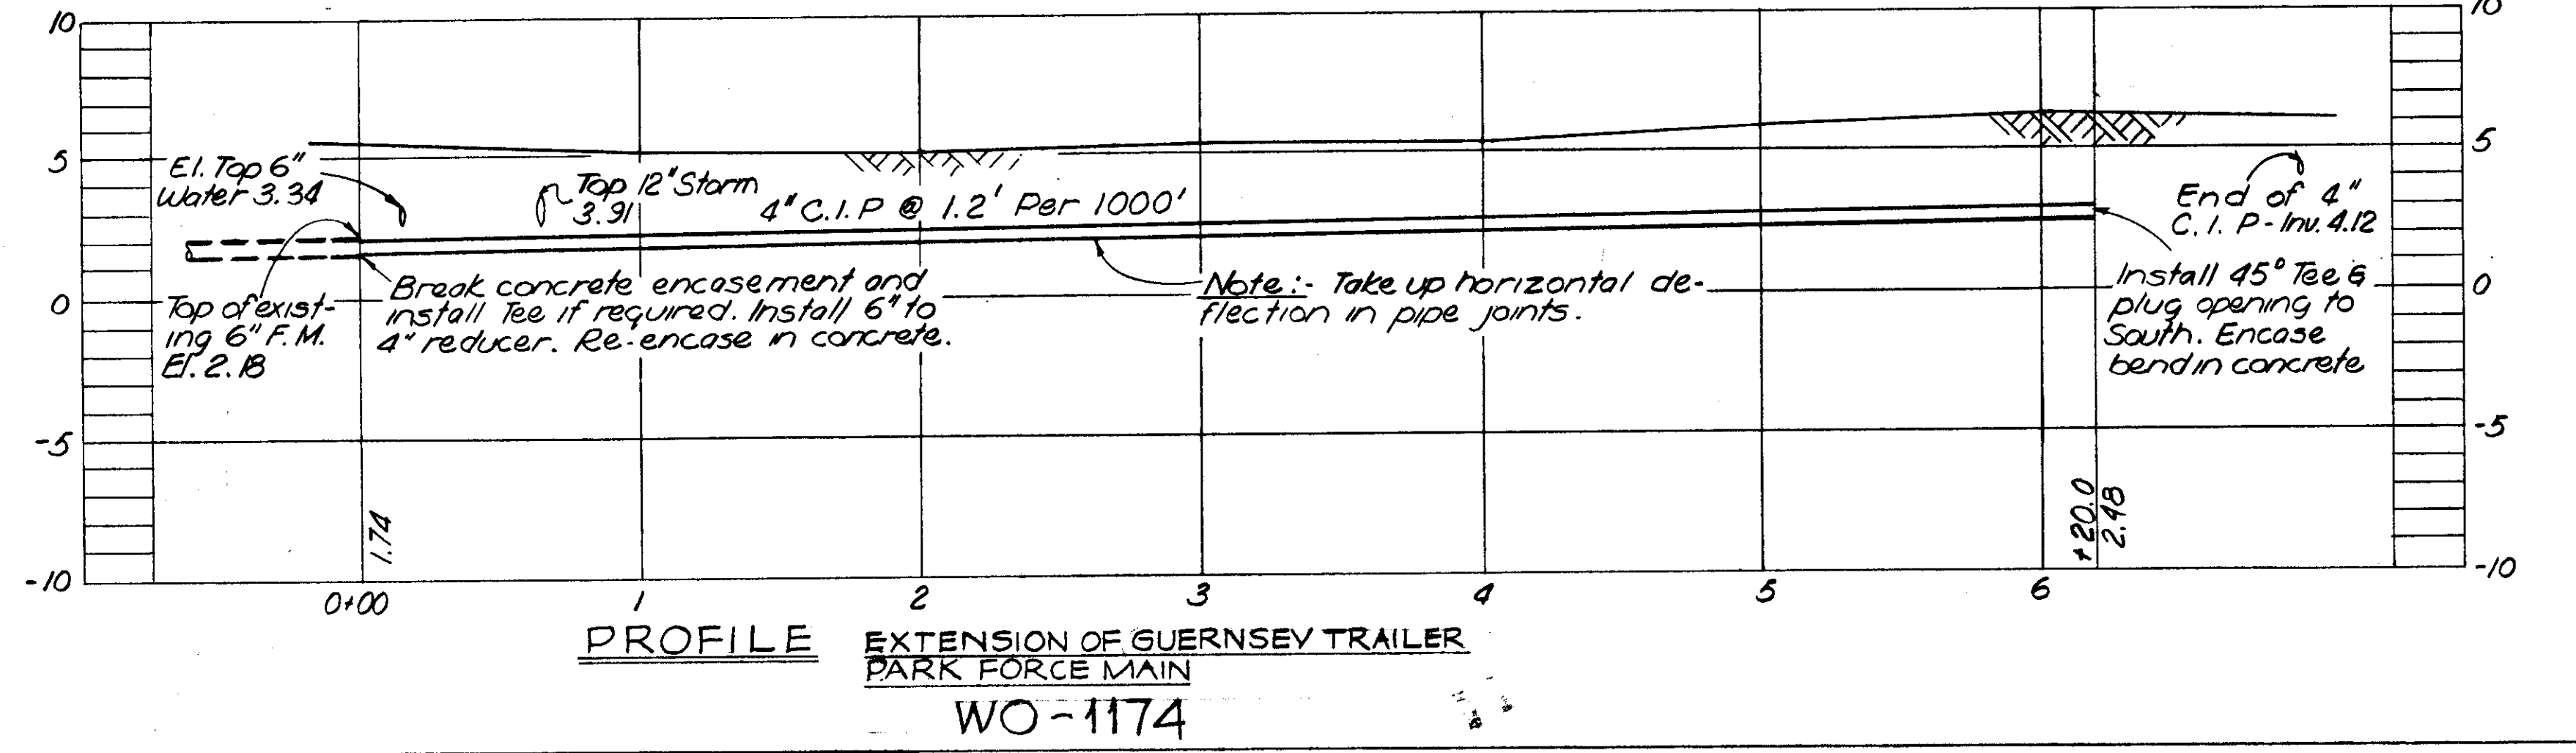 10
10
5
5
0
0
-5
-5
-10
-10
El. Top 6"
Water 3.34
Top 12" Storm
3.91
4" C.I.P @ 1.2' Per 1000'
End of 4"
C. I. P - Inv. 4.12
Top of exist-
ing 6" F.M.
El. 2.18
Break concrete encasement and
install Tee if required. Install 6" to
4" reducer. Re-encase in concrete.
Note:- Take up horizontal de-
flection in pipe joints.
Install 45° Tee &
plug opening to
South. Encase
bend in concrete
1.74
+20.0
2.48
0+00
1
2
3
4
5
6
PROFILE
EXTENSION OF GUERNSEY TRAILER
PARK FORCE MAIN
WO-1174